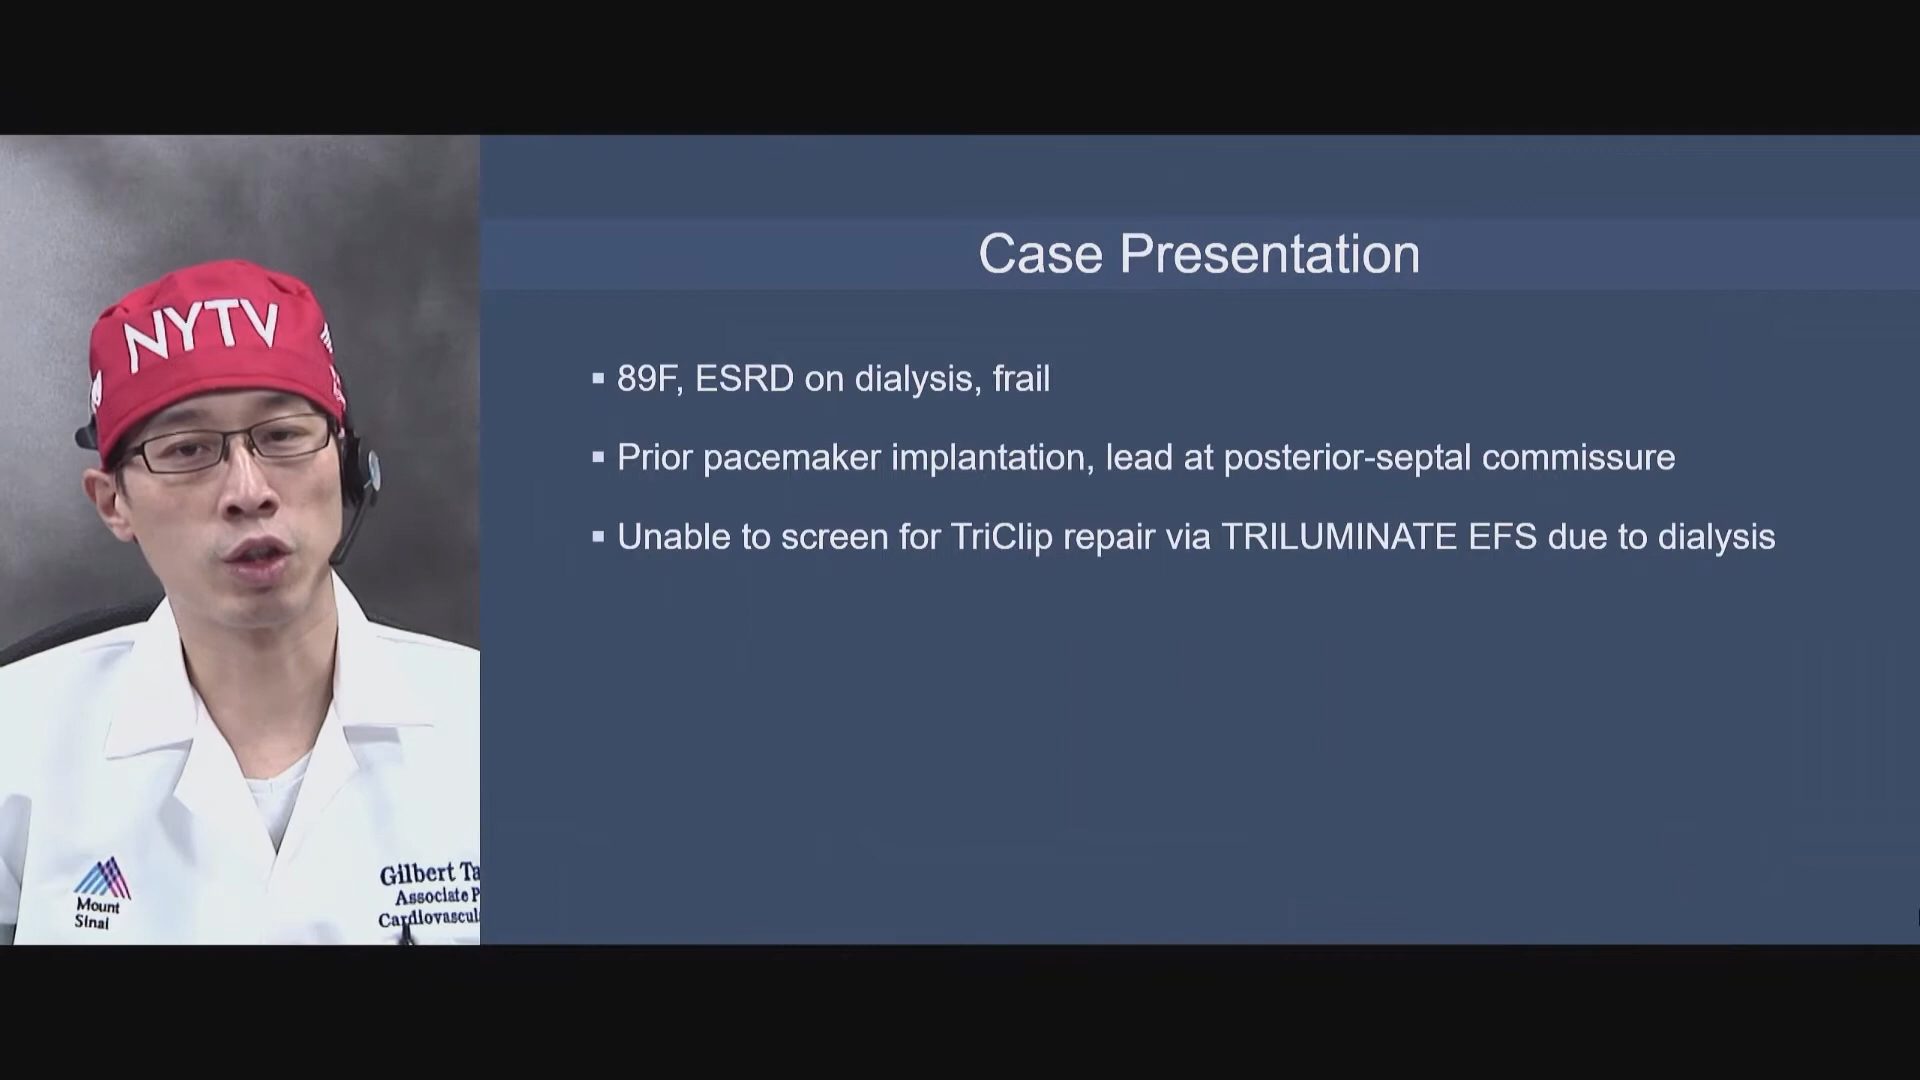 NYTV
Mount
Sinai
Gilbert Ta
Associate P
Cardiovascul
Case Presentation
▪ 89F, ESRD on dialysis, frail
▪ Prior pacemaker implantation, lead at posterior-septal commissure
▪ Unable to screen for TriClip repair via TRILUMINATE EFS due to dialysis